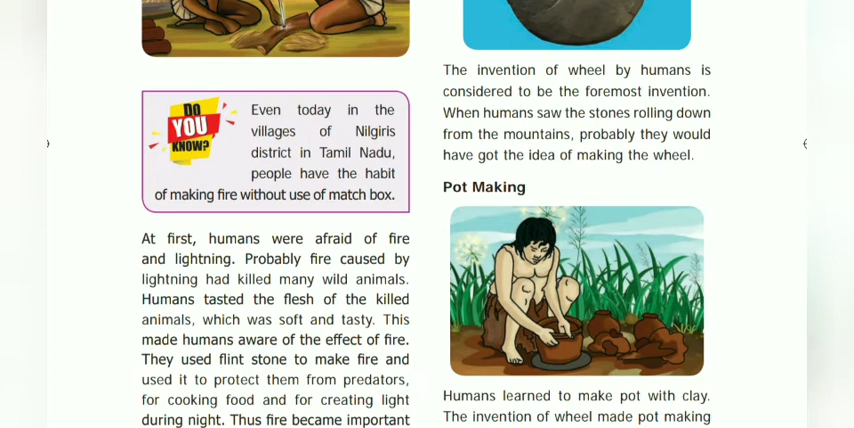 DO
YOU
KNOW?
Even today in the
villages of Nilgiris
district in Tamil Nadu,
people have the habit
of making fire without use of match box.
At first, humans were afraid of fire
and lightning. Probably fire caused by
lightning had killed many wild animals.
Humans tasted the flesh of the killed
animals, which was soft and tasty. This
made humans aware of the effect of fire.
They used flint stone to make fire and
used it to protect them from predators,
for cooking food and for creating light
during night. Thus fire became important
The invention of wheel by humans is
considered to be the foremost invention.
When humans saw the stones rolling down
from the mountains, probably they would
have got the idea of making the wheel.
Pot Making
Humans learned to make pot with clay.
The invention of wheel made pot making